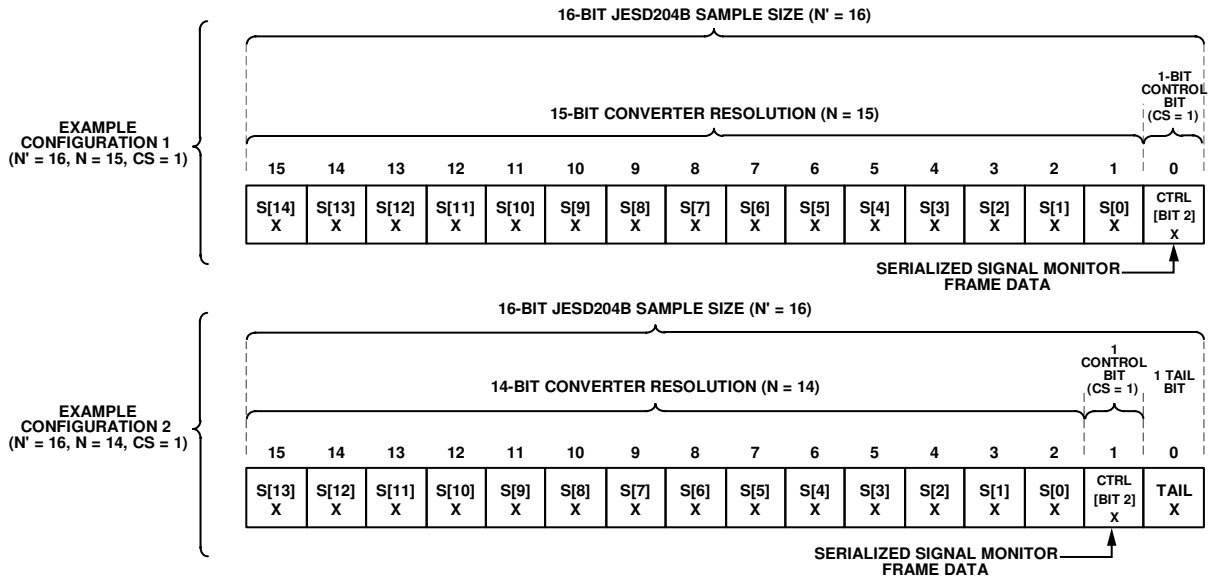 16-BIT JESD204B SAMPLE SIZE (N' = 16)
1-BIT
CONTROL
BIT
(CS = 1)
15-BIT CONVERTER RESOLUTION (N = 15)
EXAMPLE
CONFIGURATION 1
(N' = 16, N = 15, CS = 1)
15 14 13 12 11 10 9 8 7 6 5 4 3 2 1 0
S[14] S[13] S[12] S[11] S[10] S[9] S[8] S[7] S[6] S[5] S[4] S[3] S[2] S[1] S[0] CTRL
[BIT 2]
X X X X X X X X X X X X X X X X
SERIALIZED SIGNAL MONITOR
FRAME DATA
16-BIT JESD204B SAMPLE SIZE (N' = 16)
1
CONTROL
BIT
(CS = 1)
1 TAIL
BIT
14-BIT CONVERTER RESOLUTION (N = 14)
EXAMPLE
CONFIGURATION 2
(N' = 16, N = 14, CS = 1)
15 14 13 12 11 10 9 8 7 6 5 4 3 2 1 0
S[13] S[12] S[11] S[10] S[9] S[8] S[7] S[6] S[5] S[4] S[3] S[2] S[1] S[0] CTRL TAIL
[BIT 2]
X X X X X X X X X X X X X X X X
SERIALIZED SIGNAL MONITOR
FRAME DATA